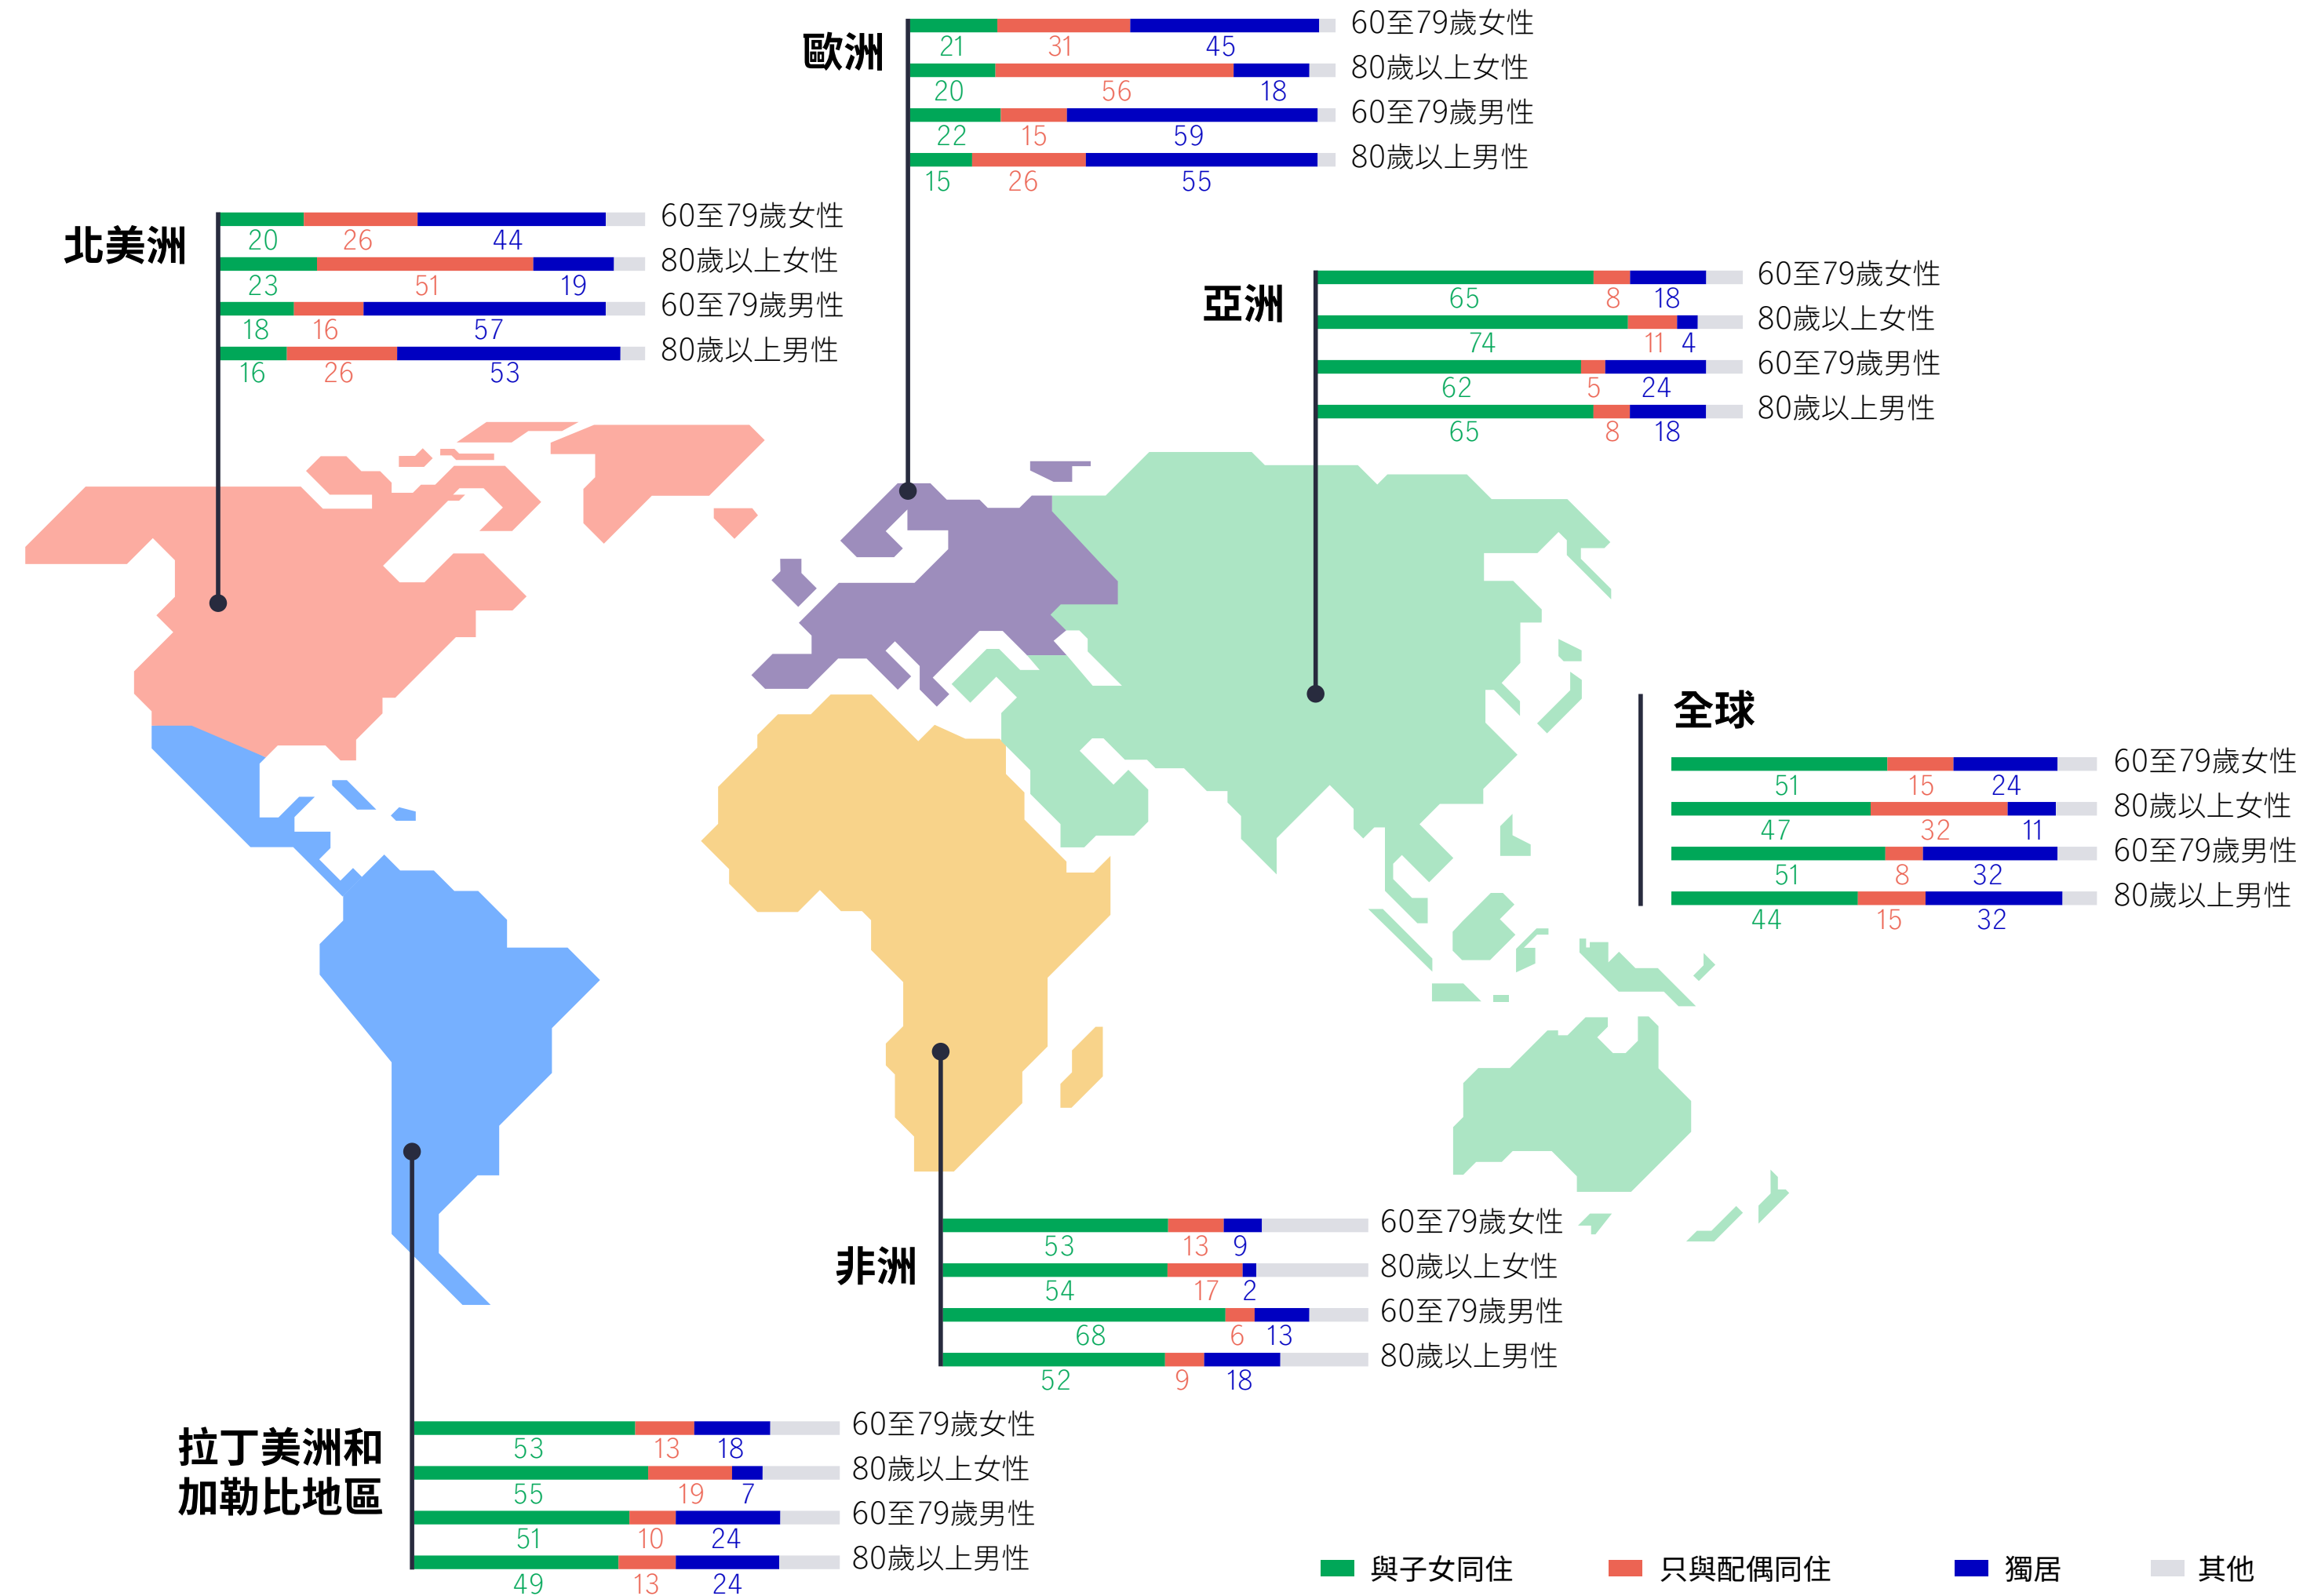 歐洲
60至79歲女性
21 31 45
80歲以上女性
20 56 18
60至79歲男性
22 15 59
80歲以上男性
15 26 55
北美洲
60至79歲女性
20 26 44
80歲以上女性
23 51 19
60至79歲男性
18 16 57
80歲以上男性
16 26 53
亞洲
60至79歲女性
65 8 18
80歲以上女性
74 11 4
60至79歲男性
62 5 24
80歲以上男性
65 8 18
全球
60至79歲女性
51 15 24
80歲以上女性
47 32 11
60至79歲男性
51 8 32
80歲以上男性
44 15 32
非洲
60至79歲女性
53 13 9
80歲以上女性
54 17 2
60至79歲男性
68 6 13
80歲以上男性
52 9 18
拉丁美洲和
加勒比地區
60至79歲女性
53 13 18
80歲以上女性
55 19 7
60至79歲男性
51 10 24
80歲以上男性
49 13 24
與子女同住 只與配偶同住 獨居 其他